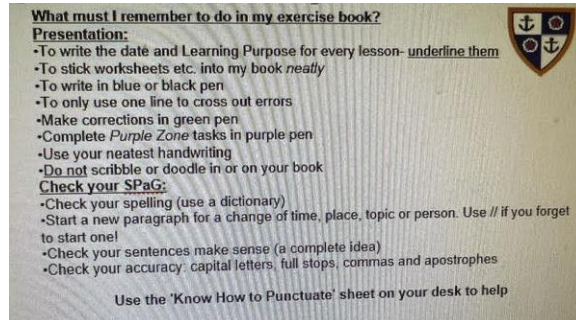 What must I remember to do in my exercise book?
Presentation:
•To write the date and Learning Purpose for every lesson- underline them
•To stick worksheets etc. into my book neatly
•To write in blue or black pen
•To only use one line to cross out errors
•Make corrections in green pen
•Complete Purple Zone tasks in purple pen
•Use your neatest handwriting
•Do not scribble or doodle in or on your book
Check your SPaG:
•Check your spelling (use a dictionary)
•Start a new paragraph for a change of time, place, topic or person. Use // if you forget
to start one!
•Check your sentences make sense (a complete idea)
•Check your accuracy: capital letters, full stops, commas and apostrophes
Use the 'Know How to Punctuate' sheet on your desk to help